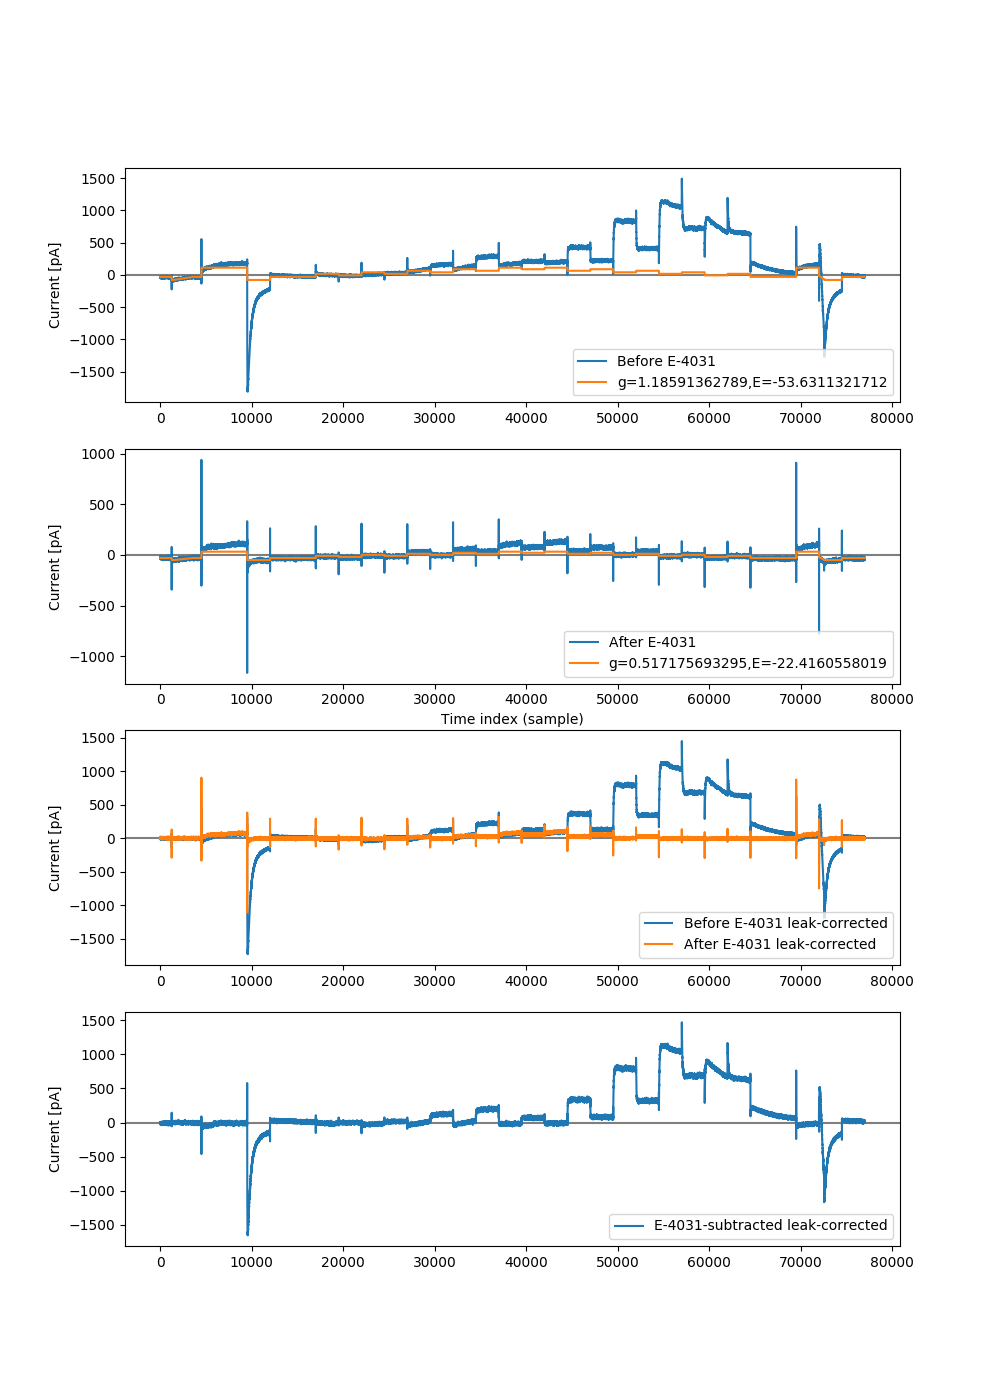 1500
1000
500
0
−500
−1000
−1500
Current [pA]
Before E-4031
g=1.18591362789,E=-53.6311321712
0 10000 20000 30000 40000 50000 60000 70000 80000
1000
500
0
−500
−1000
Current [pA]
After E-4031
g=0.517175693295,E=-22.4160558019
0 10000 20000 30000 40000 50000 60000 70000 80000
Time index (sample)
1500
1000
500
0
−500
−1000
−1500
Current [pA]
Before E-4031 leak-corrected
After E-4031 leak-corrected
0 10000 20000 30000 40000 50000 60000 70000 80000
1500
1000
500
0
−500
−1000
−1500
Current [pA]
E-4031-subtracted leak-corrected
0 10000 20000 30000 40000 50000 60000 70000 80000